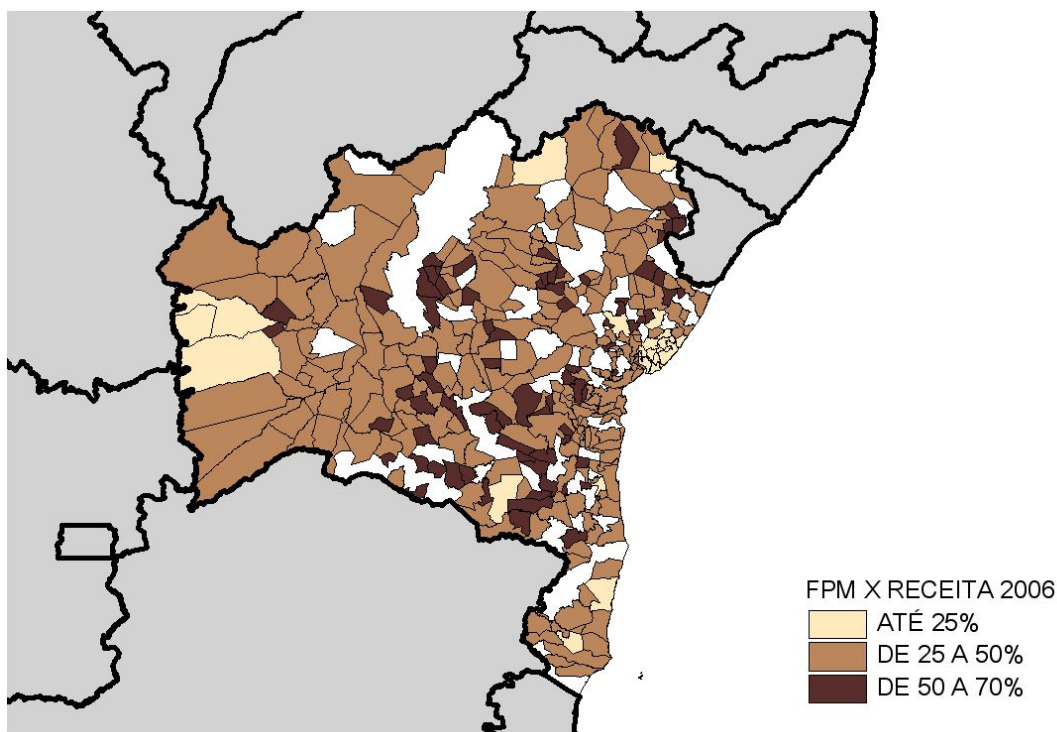 FPM X RECEITA 2006
ATÉ 25%
DE 25 A 50%
DE 50 A 70%